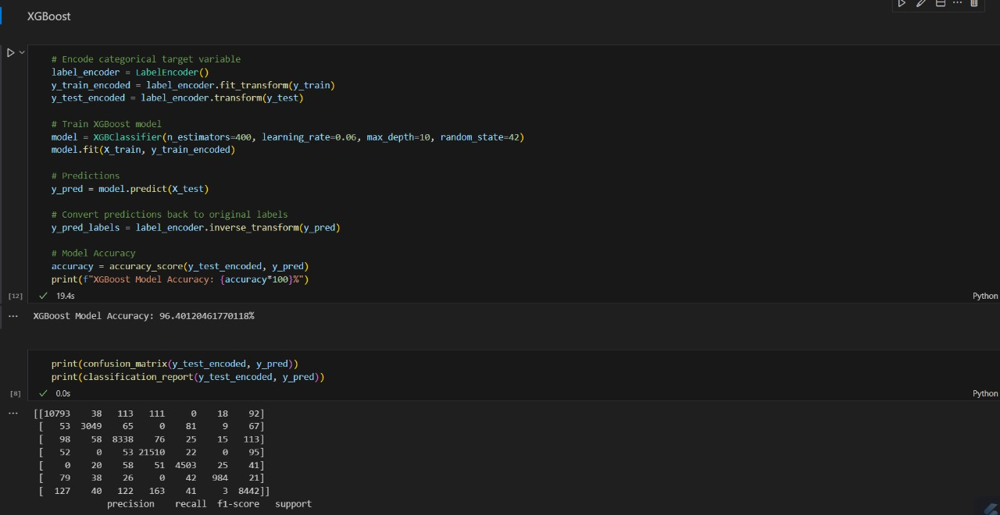 XGBoost
# Encode categorical target variable
label_encoder = LabelEncoder()
y_train_encoded = label_encoder.fit_transform(y_train)
y_test_encoded = label_encoder.transform(y_test)
# Train XGBoost model
model = XGBClassifier(n_estimators=400, learning_rate=0.06, max_depth=10, random_state=42)
model.fit(X_train, y_train_encoded)
# Predictions
y_pred = model.predict(X_test)
# Convert predictions back to original labels
y_pred_labels = label_encoder.inverse_transform(y_pred)
# Model Accuracy
accuracy = accuracy_score(y_test_encoded, y_pred)
print(f"XGBoost Model Accuracy: {accuracy*100}%")
[12] 19.4s Python
XGBoost Model Accuracy: 96.40120461770118%
print(confusion_matrix(y_test_encoded, y_pred))
print(classification_report(y_test_encoded, y_pred))
[8] 0.0s Python
[[10793 38 113 111 0 18 92]
[ 53 3049 65 0 81 9 67]
[ 98 58 8338 76 25 15 113]
[ 52 0 53 21510 22 0 95]
[ 0 20 58 51 4503 25 41]
[ 79 38 26 0 42 984 21]
[ 127 40 122 163 41 3 8442]]
precision recall f1-score support